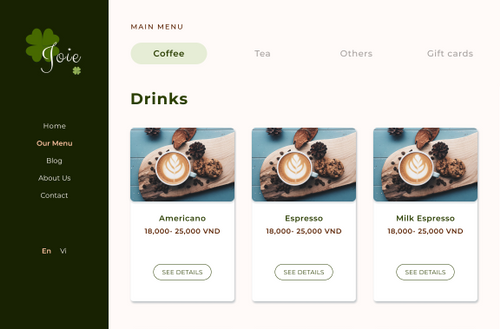 Joie
Home
Our Menu
Blog
About Us
Contact
En Vi
MAIN MENU
Coffee Tea Others Gift cards
Drinks
Americano
18,000- 25,000 VND
SEE DETAILS
Espresso
18,000- 25,000 VND
SEE DETAILS
Milk Espresso
18,000- 25,000 VND
SEE DETAILS